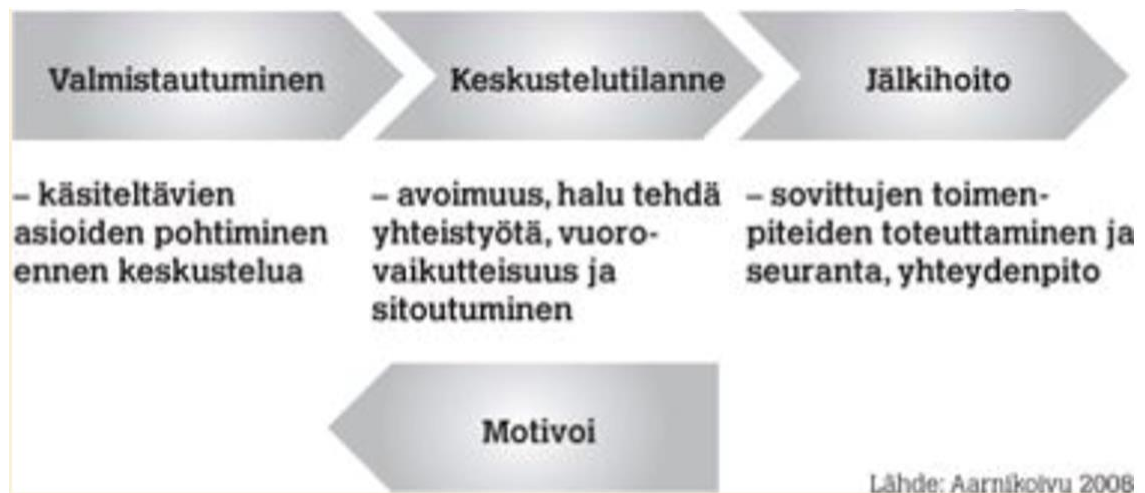 Valmistautuminen
Keskustelutilanne
Jälkihoito
– käsiteltävien
asioiden pohtiminen
ennen keskustelua
– avoimuus, halu tehdä
yhteistyötä, vuoro-
vaikutteisuus ja
sitoutuminen
– sovittujen toimen-
piteiden toteuttaminen ja
seuranta, yhteydenpito
Motivoi
Lähde: Aarnikoivu 2008